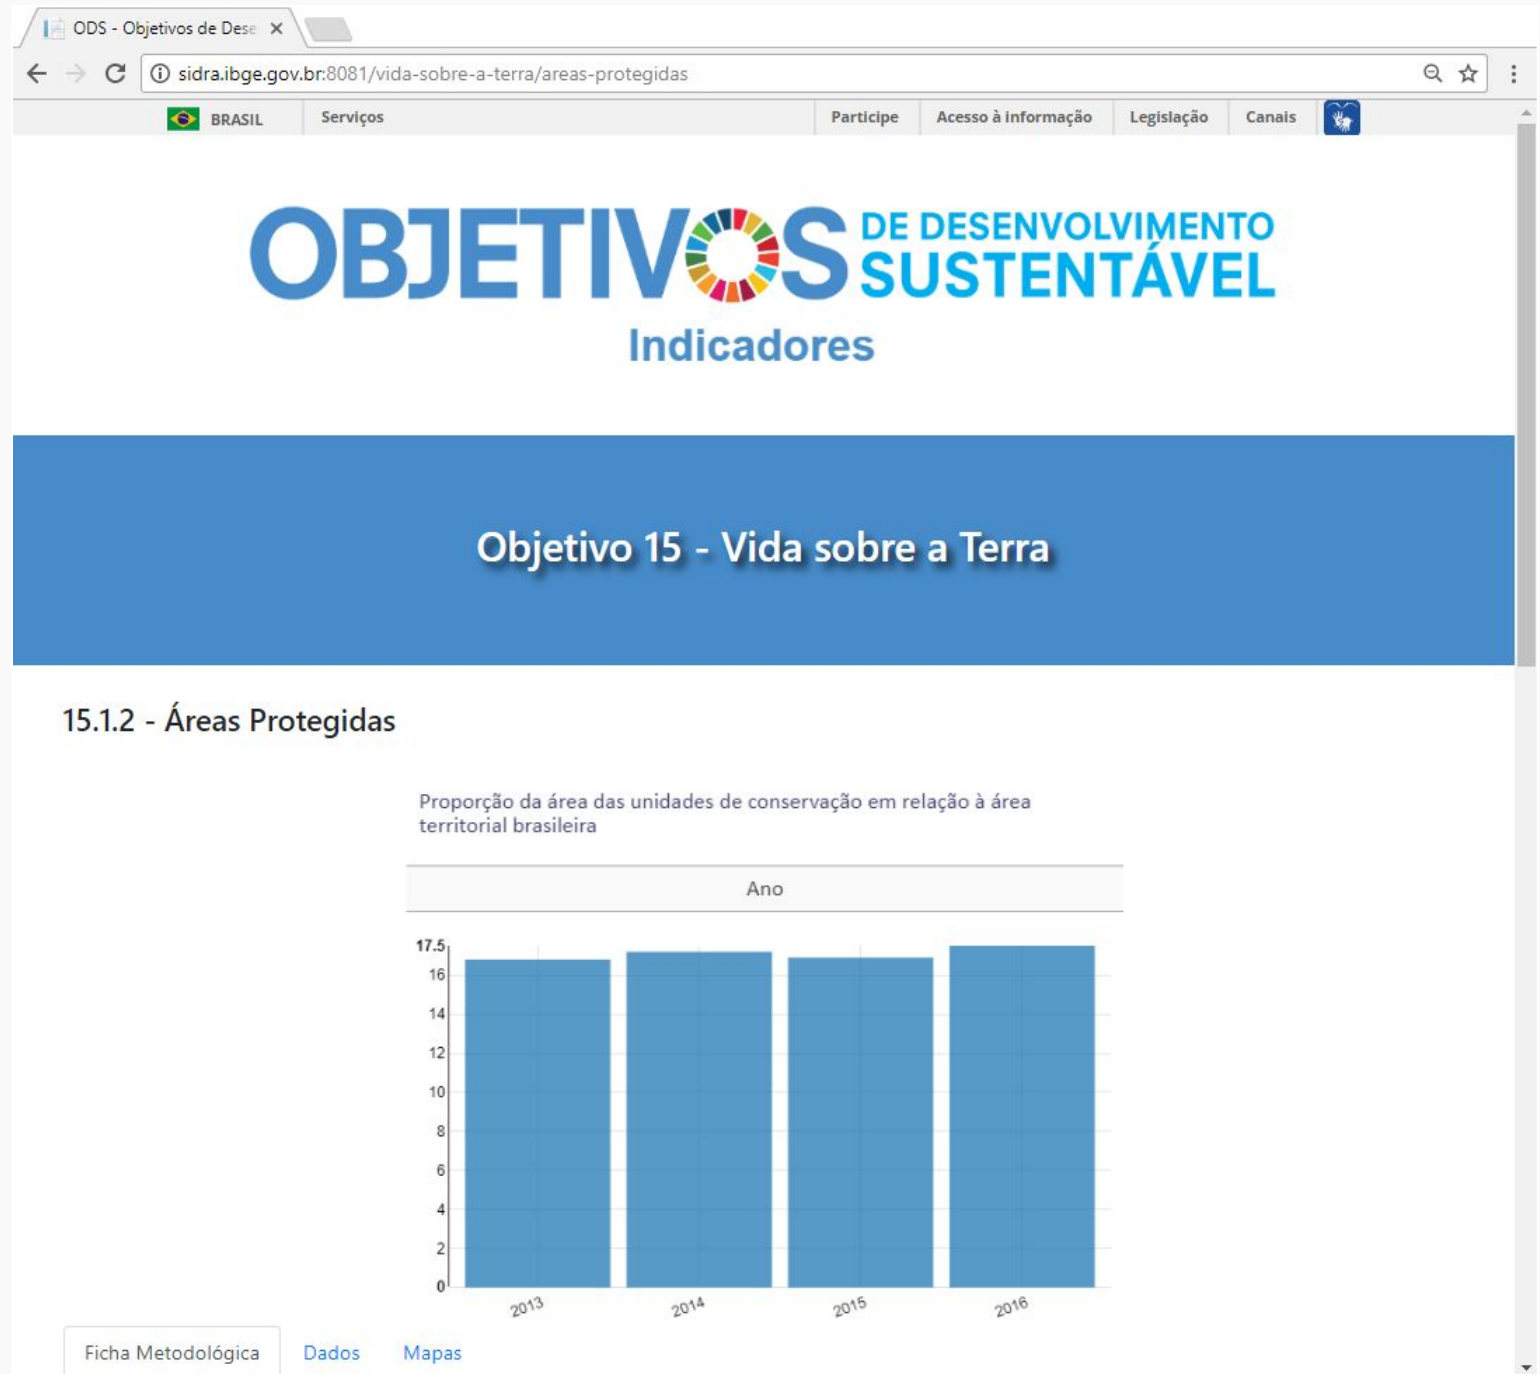 ODS - Objetivos de Dese
sidra.ibge.gov.br:8081/vida-sobre-a-terra/areas-protegidas
BRASIL Serviços Participe Acesso à informação Legislação Canais
OBJETIVOS DE DESENVOLVIMENTO
SUSTENTÁVEL
Indicadores
Objetivo 15 - Vida sobre a Terra
15.1.2 - Áreas Protegidas
Proporção da área das unidades de conservação em relação à área
territorial brasileira
Ano
17.5
16
14
12
10
8
6
4
2
0
2013 2014 2015 2016
Ficha Metodológica Dados Mapas